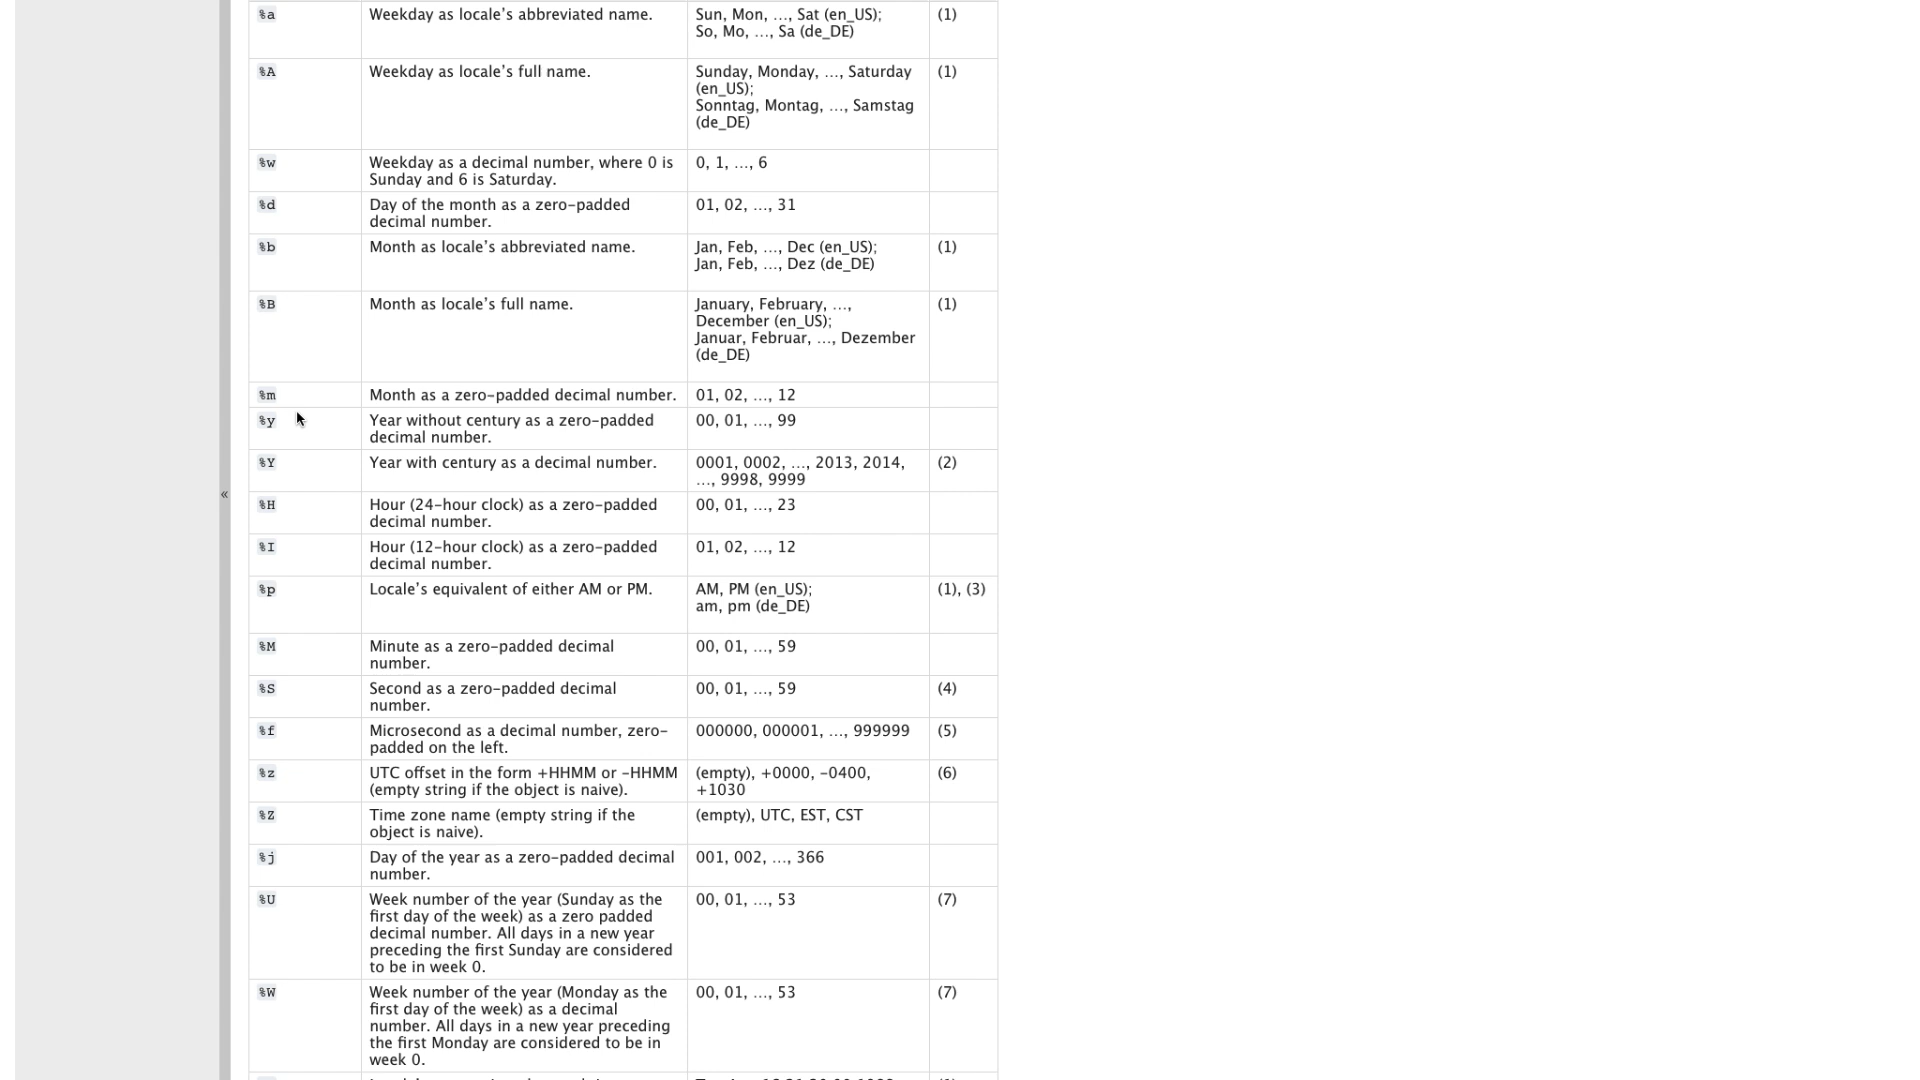 %a Weekday as locale’s abbreviated name. Sun, Mon, …, Sat (en_US); (1)
So, Mo, …, Sa (de_DE)
%A Weekday as locale’s full name. Sunday, Monday, …, Saturday (1)
(en_US);
Sonntag, Montag, …, Samstag
(de_DE)
%w Weekday as a decimal number, where 0 is 0, 1, …, 6
Sunday and 6 is Saturday.
%d Day of the month as a zero-padded 01, 02, …, 31
decimal number.
%b Month as locale’s abbreviated name. Jan, Feb, …, Dec (en_US); (1)
Jan, Feb, …, Dez (de_DE)
%B Month as locale’s full name. January, February, …, (1)
December (en_US);
Januar, Februar, …, Dezember
(de_DE)
%m Month as a zero-padded decimal number. 01, 02, …, 12
%y Year without century as a zero-padded 00, 01, …, 99
decimal number.
%Y Year with century as a decimal number. 0001, 0002, …, 2013, 2014, (2)
…, 9998, 9999
«
%H Hour (24-hour clock) as a zero-padded 00, 01, …, 23
decimal number.
%I Hour (12-hour clock) as a zero-padded 01, 02, …, 12
decimal number.
%p Locale’s equivalent of either AM or PM. AM, PM (en_US); (1), (3)
am, pm (de_DE)
%M Minute as a zero-padded decimal 00, 01, …, 59
number.
%S Second as a zero-padded decimal 00, 01, …, 59 (4)
number.
%f Microsecond as a decimal number, zero- 000000, 000001, …, 999999 (5)
padded on the left.
%z UTC offset in the form +HHMM or -HHMM (empty), +0000, -0400, (6)
(empty string if the object is naive). +1030
%Z Time zone name (empty string if the (empty), UTC, EST, CST
object is naive).
%j Day of the year as a zero-padded decimal 001, 002, …, 366
number.
%U Week number of the year (Sunday as the 00, 01, …, 53 (7)
first day of the week) as a zero padded
decimal number. All days in a new year
preceding the first Sunday are considered
to be in week 0.
%W Week number of the year (Monday as the 00, 01, …, 53 (7)
first day of the week) as a decimal
number. All days in a new year preceding
the first Monday are considered to be in
week 0.